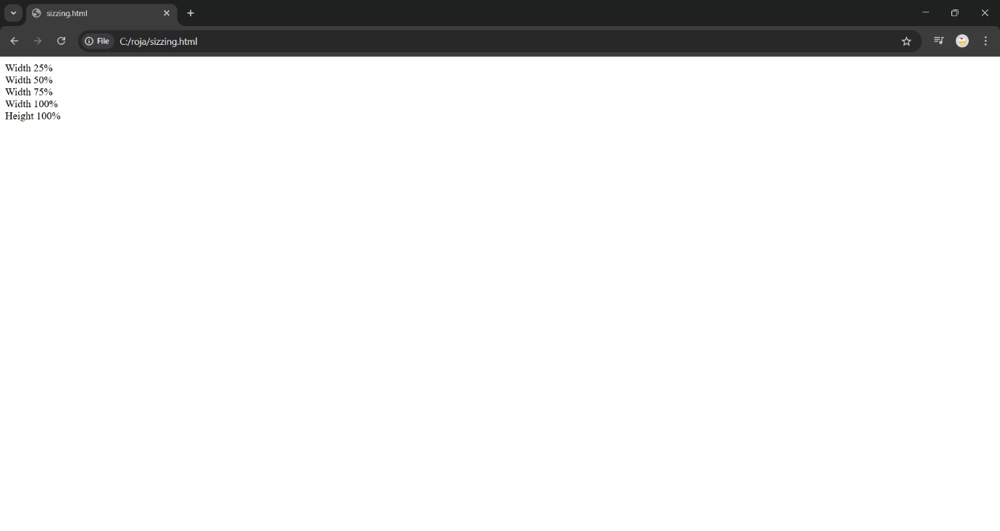 sizzing.html
File C:/roja/sizzing.html
Width 25%
Width 50%
Width 75%
Width 100%
Height 100%